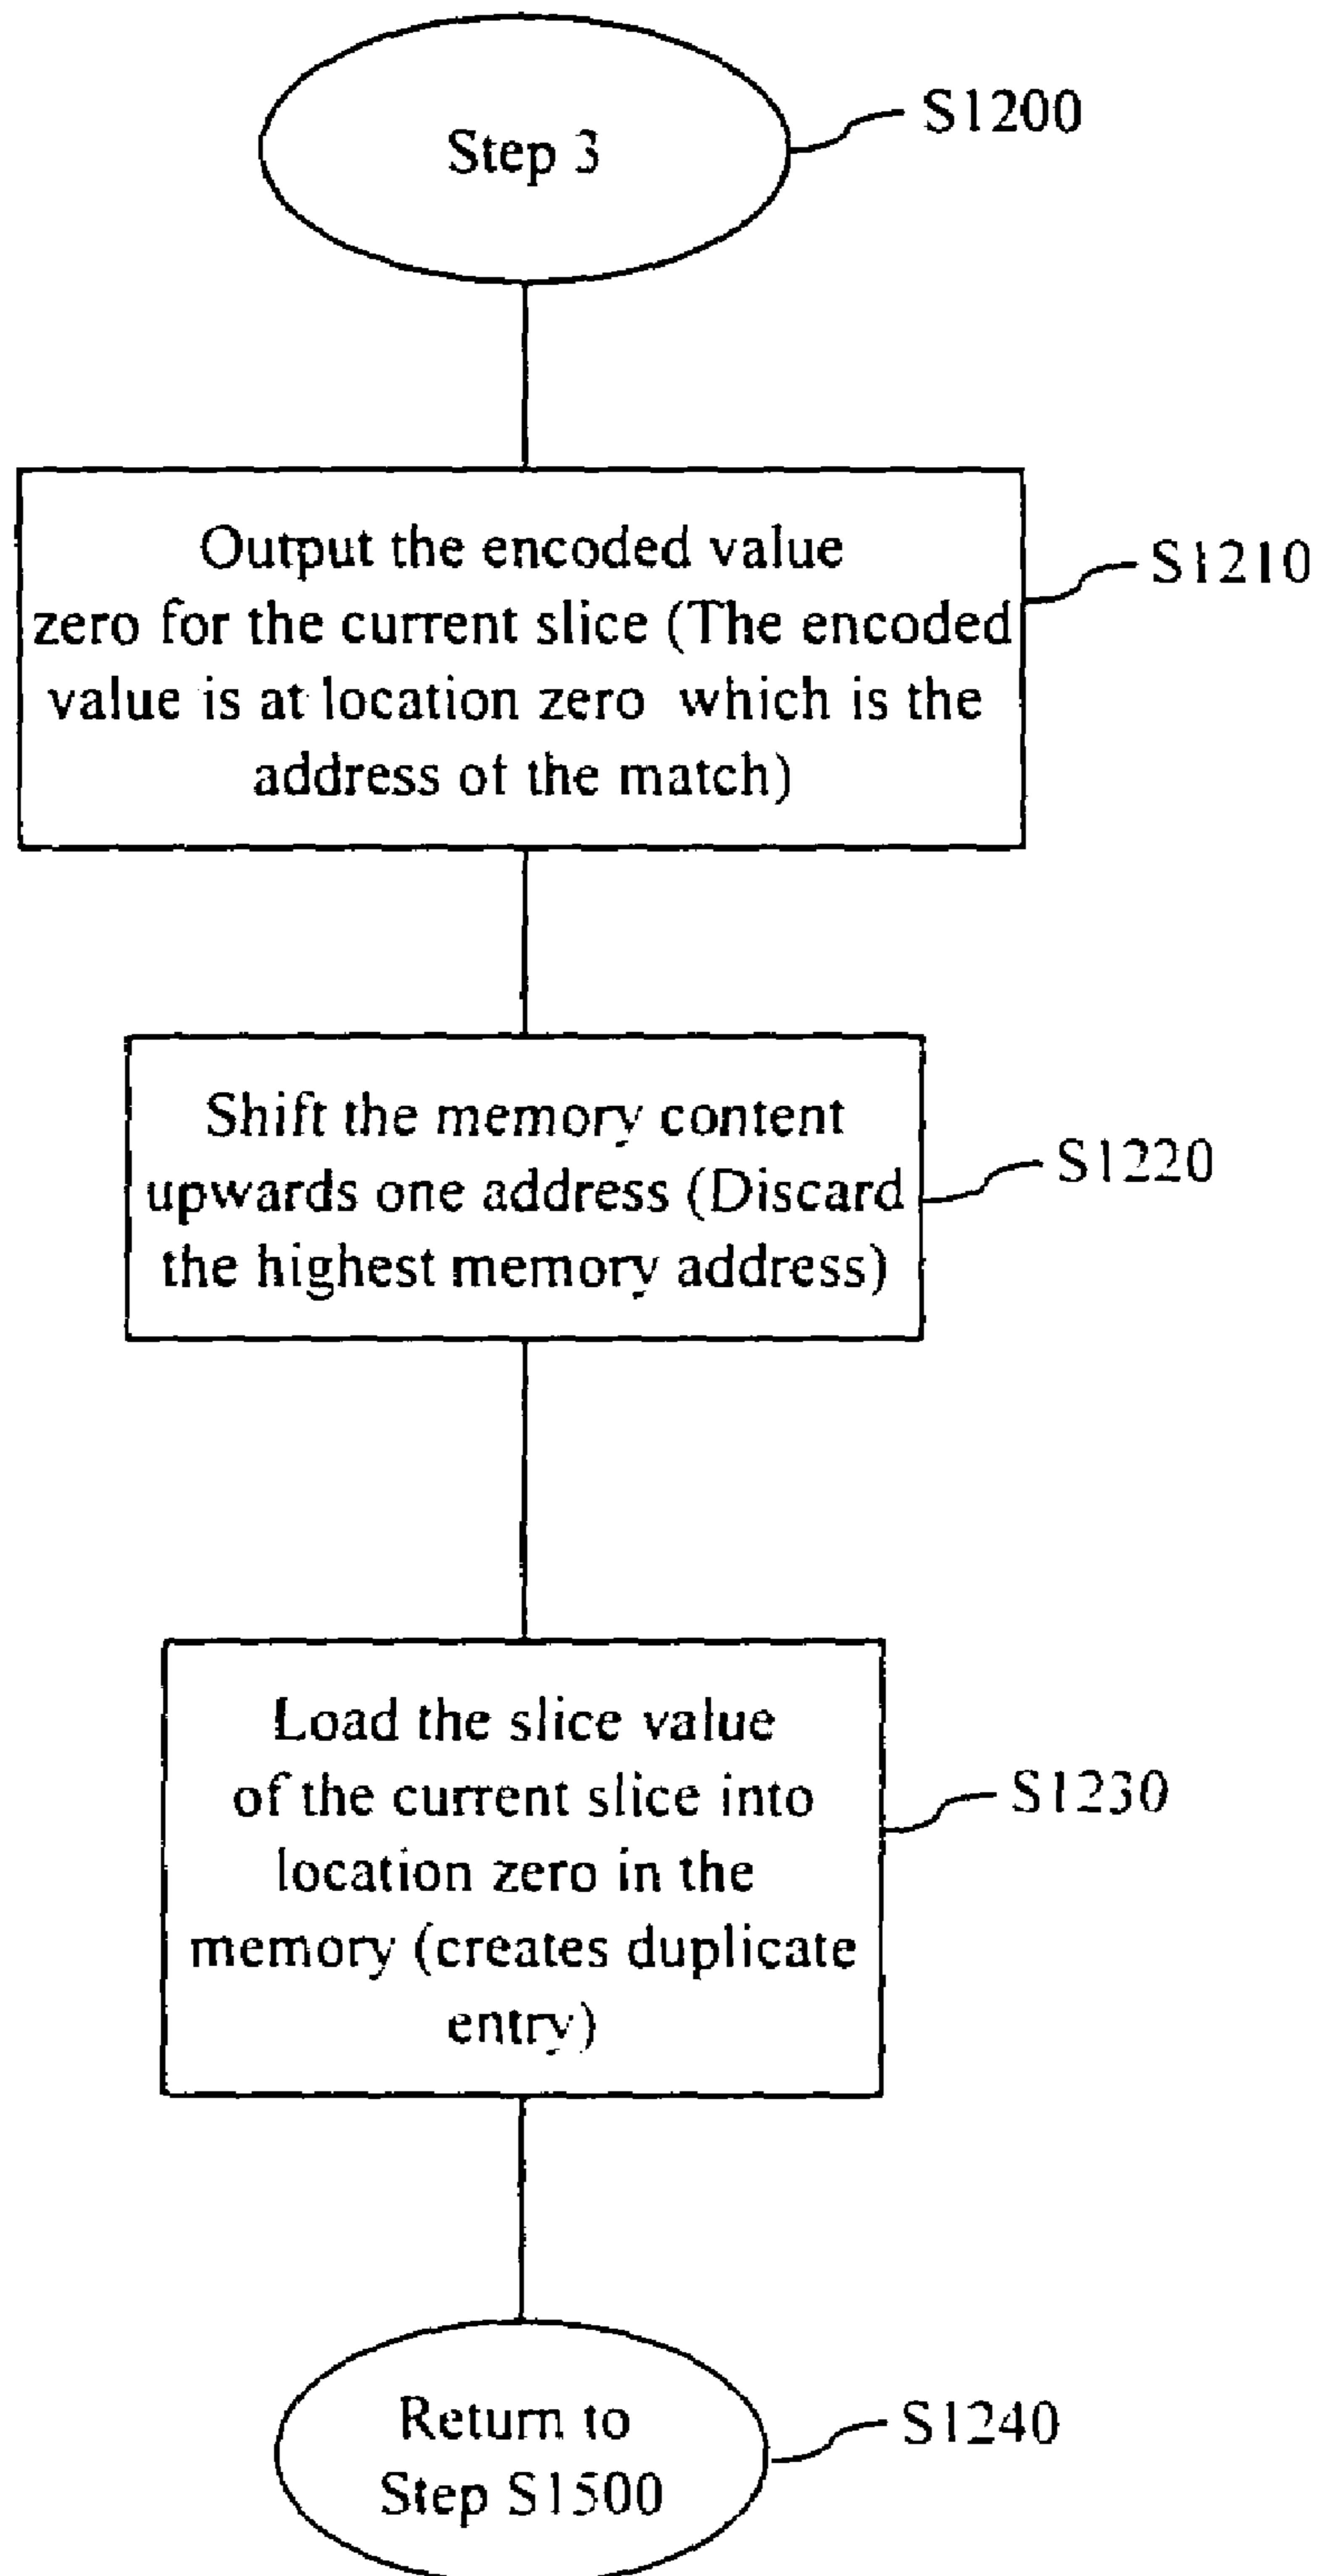 Step 3
S1200
Output the encoded value
zero for the current slice (The encoded
value is at location zero which is the
address of the match)
S1210
Shift the memory content
upwards one address (Discard
the highest memory address)
S1220
Load the slice value
of the current slice into
location zero in the
memory (creates duplicate
entry)
S1230
Return to
Step S1500
S1240